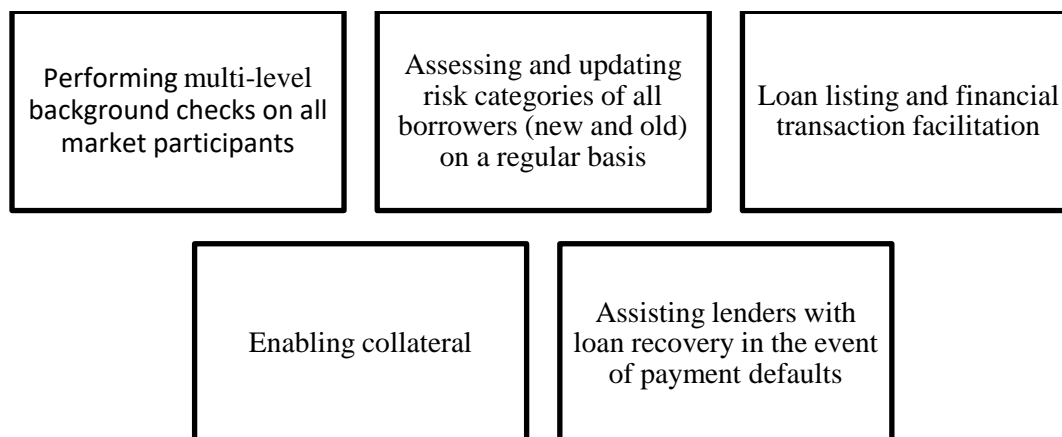 Performing multi-level
background checks on all
market participants
Assessing and updating
risk categories of all
borrowers (new and old)
on a regular basis
Loan listing and financial
transaction facilitation
Enabling collateral
Assisting lenders with
loan recovery in the event
of payment defaults